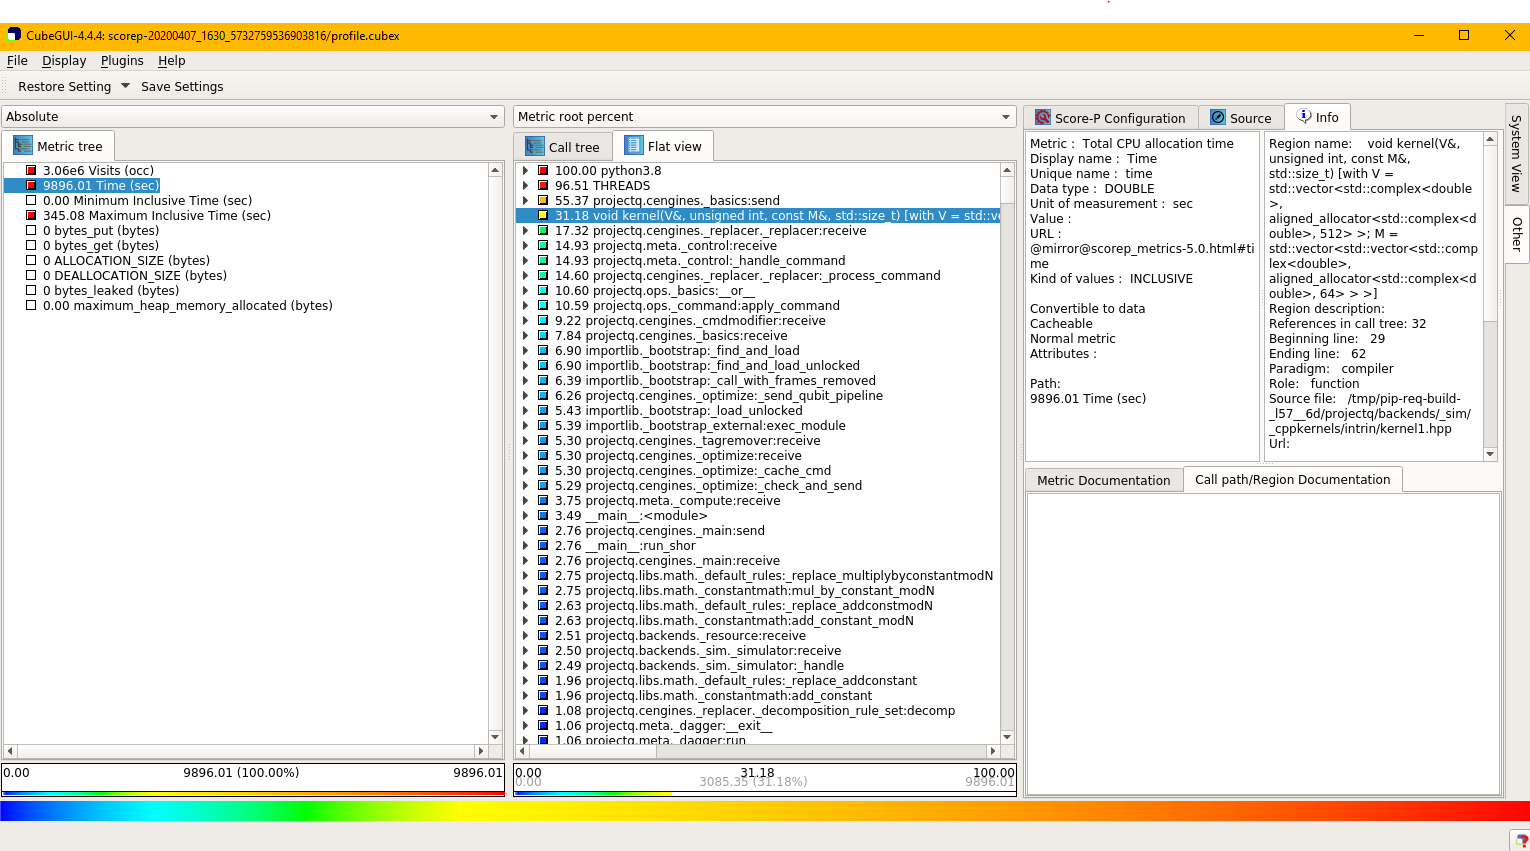 CubeGUI-4.4.4: scorep-20200407_1630_5732759536903816/profile.cubex
File Display Plugins Help
Restore Setting Save Settings
Absolute
Metric tree
3.06e6 Visits (occ)
9896.01 Time (sec)
0.00 Minimum Inclusive Time (sec)
345.08 Maximum Inclusive Time (sec)
0 bytes_put (bytes)
0 bytes_get (bytes)
0 ALLOCATION_SIZE (bytes)
0 DEALLOCATION_SIZE (bytes)
0 bytes_leaked (bytes)
0.00 maximum_heap_memory_allocated (bytes)
0.00 9896.01 (100.00%) 9896.01
Metric root percent
Call tree Flat view
100.00 python3.8
96.51 THREADS
55.37 projectq.cengines._basics:send
31.18 void kernel(V&, unsigned int, const M&, std::size_t) [with V = std::ve
17.32 projectq.cengines._replacer._replacer:receive
14.93 projectq.meta._control:receive
14.93 projectq.meta._control:_handle_command
14.60 projectq.cengines._replacer._replacer:_process_command
10.60 projectq.ops._basics:__or__
10.59 projectq.ops._command:apply_command
9.22 projectq.cengines._cmdmodifier:receive
7.84 projectq.cengines._basics:receive
6.90 importlib._bootstrap:_find_and_load
6.90 importlib._bootstrap:_find_and_load_unlocked
6.39 importlib._bootstrap:_call_with_frames_removed
6.26 projectq.cengines._optimize:_send_qubit_pipeline
5.43 importlib._bootstrap:_load_unlocked
5.39 importlib._bootstrap_external:exec_module
5.30 projectq.cengines._tagremover:receive
5.30 projectq.cengines._optimize:receive
5.30 projectq.cengines._optimize:_cache_cmd
5.29 projectq.cengines._optimize:_check_and_send
3.75 projectq.meta._compute:receive
3.49 __main__:<module>
2.76 projectq.cengines._main:send
2.76 __main__:run_shor
2.76 projectq.cengines._main:receive
2.75 projectq.libs.math._default_rules:_replace_multiplybyconstantmodN
2.75 projectq.libs.math._constantmath:mul_by_constant_modN
2.63 projectq.libs.math._default_rules:_replace_addconstmodN
2.63 projectq.libs.math._constantmath:add_constant_modN
2.51 projectq.backends._resource:receive
2.50 projectq.backends._sim._simulator:receive
2.49 projectq.backends._sim._simulator:_handle
1.96 projectq.libs.math._default_rules:_replace_addconstant
1.96 projectq.libs.math._constantmath:add_constant
1.08 projectq.cengines._replacer._decomposition_rule_set:decomp
1.06 projectq.meta._dagger:__exit__
1.06 projectq.meta._dagger:run
0.00 31.18 100.00
0.00 3085.35 (31.18%) 9896.01
Score-P Configuration Source Info
Metric : Total CPU allocation time
Display name : Time
Unique name : time
Data type : DOUBLE
Unit of measurement : sec
Value :
URL :
@mirror@scorep_metrics-5.0.html#ti
me
Kind of values : INCLUSIVE
Convertible to data
Cacheable
Normal metric
Attributes :
Path:
9896.01 Time (sec)
Region name: void kernel(V&,
unsigned int, const M&,
std::size_t) [with V =
std::vector<std::complex<double
>,
aligned_allocator<std::complex<d
ouble>, 512> >; M =
std::vector<std::vector<std::comp
lex<double>,
aligned_allocator<std::complex<d
ouble>, 64> > >]
Region description:
References in call tree: 32
Beginning line: 29
Ending line: 62
Paradigm: compiler
Role: function
Source file: /tmp/pip-req-build-
_l57__6d/projectq/backends/_sim/
_cppkernels/intrin/kernel1.hpp
Url:
Metric Documentation Call path/Region Documentation
System View
Other